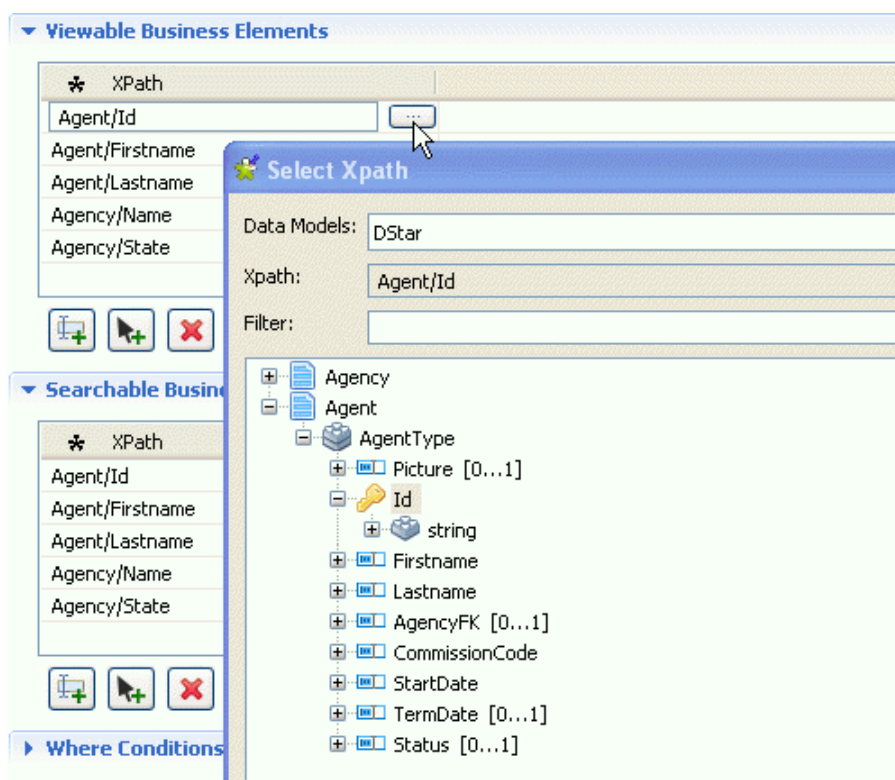 Viewable Business Elements
XPath
Agent/Id ...
Agent/Firstname
Agent/Lastname
Agency/Name
Agency/State
Select Xpath
Data Models: DStar
Xpath: Agent/Id
Filter:
Agency
Agent
AgentType
Picture [0...1]
Id
string
Firstname
Lastname
AgencyFK [0...1]
CommissionCode
StartDate
TermDate [0...1]
Status [0...1]
Searchable
XPath
Agent/Id
Agent/Firstname
Agent/Lastname
Agency/Name
Agency/State
Where Conditions